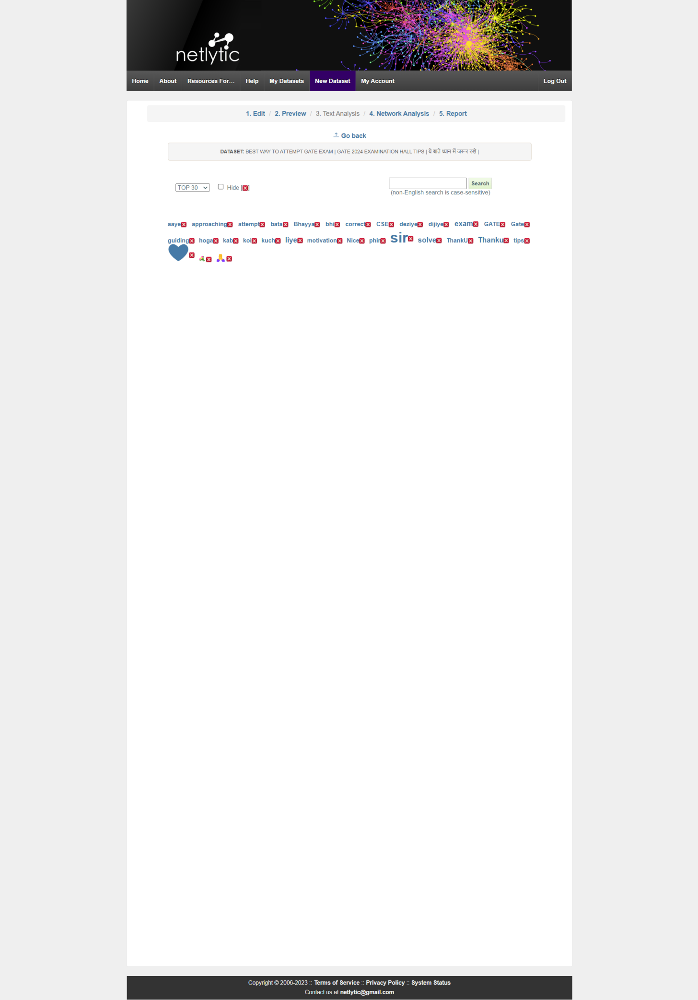 netlytic
Home About Resources For... Help My Datasets New Dataset My Account Log Out
1. Edit / 2. Preview / 3. Text Analysis / 4. Network Analysis / 5. Report
Go back
DATASET: BEST WAY TO ATTEMPT GATE EXAM | GATE 2024 EXAMINATION HALL TIPS | ये बाते ध्यान में जरूर रखे |
TOP 30 Hide [x] Search
(non-English search is case-sensitive)
aaye approaching attempt bata Bhayya bhi correct CSE deziye dijiye exam GATE Gate
guiding hoga kab koi kuch liye motivation Nice phir sir solve ThankU Thanku tips
Copyright © 2006-2023 :: Terms of Service :: Privacy Policy :: System Status
Contact us at netlytic@gmail.com